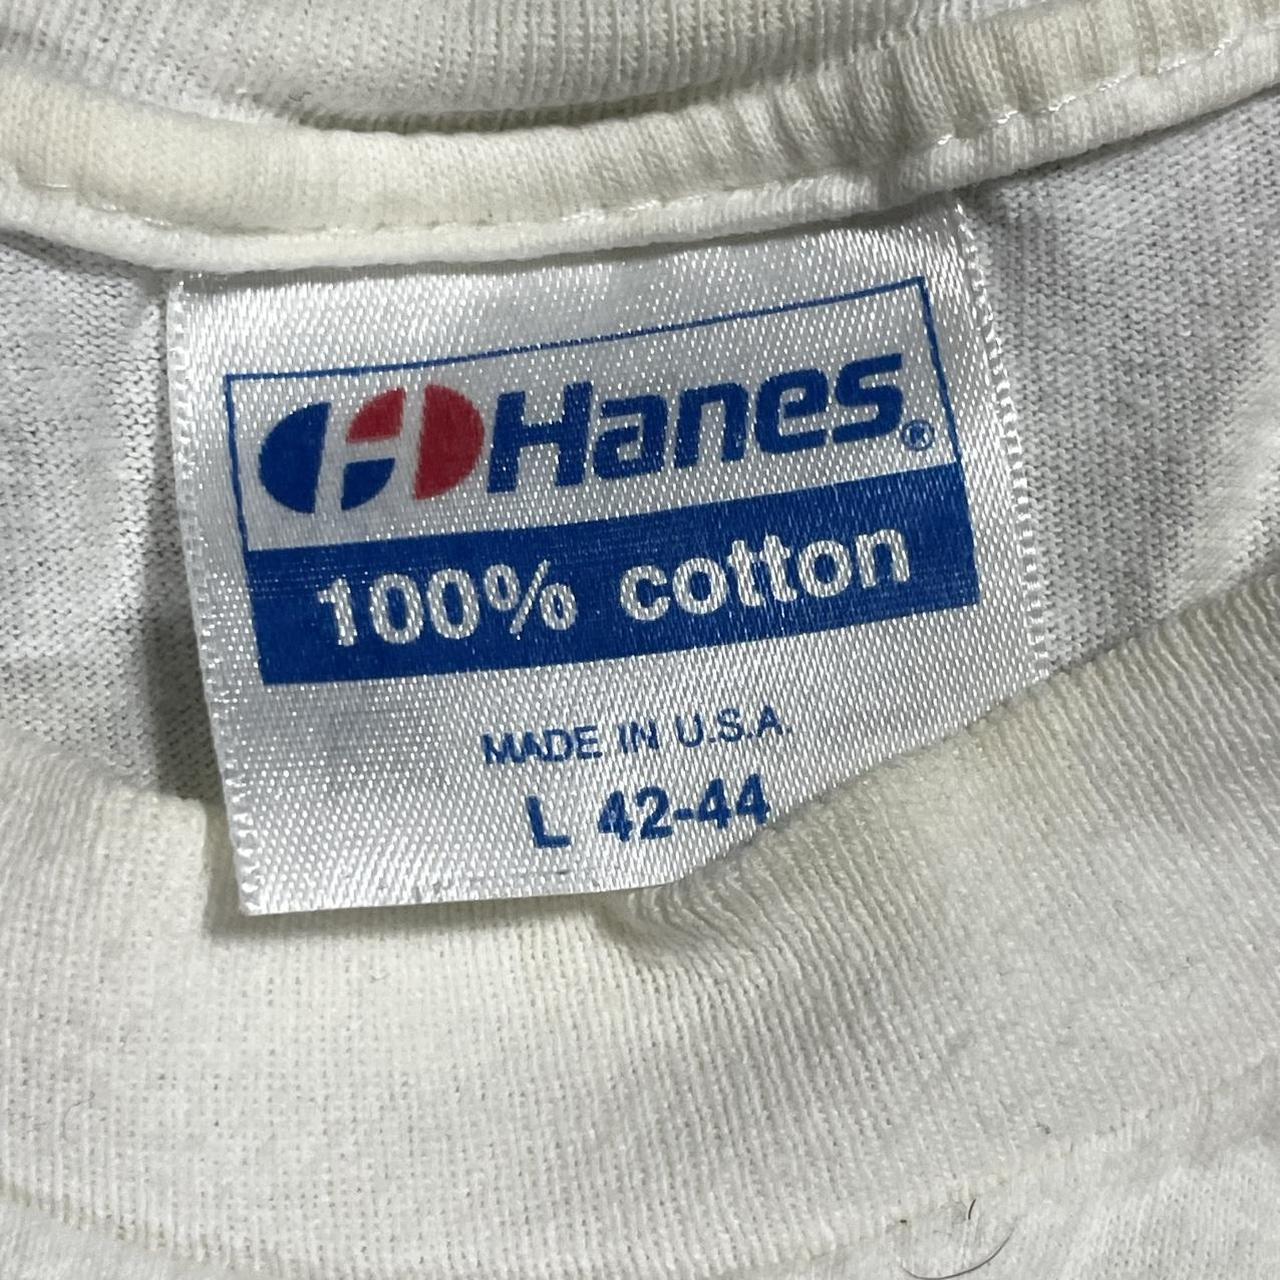 Hanes®
100% cotton
MADE IN U.S.A.
L 42-44